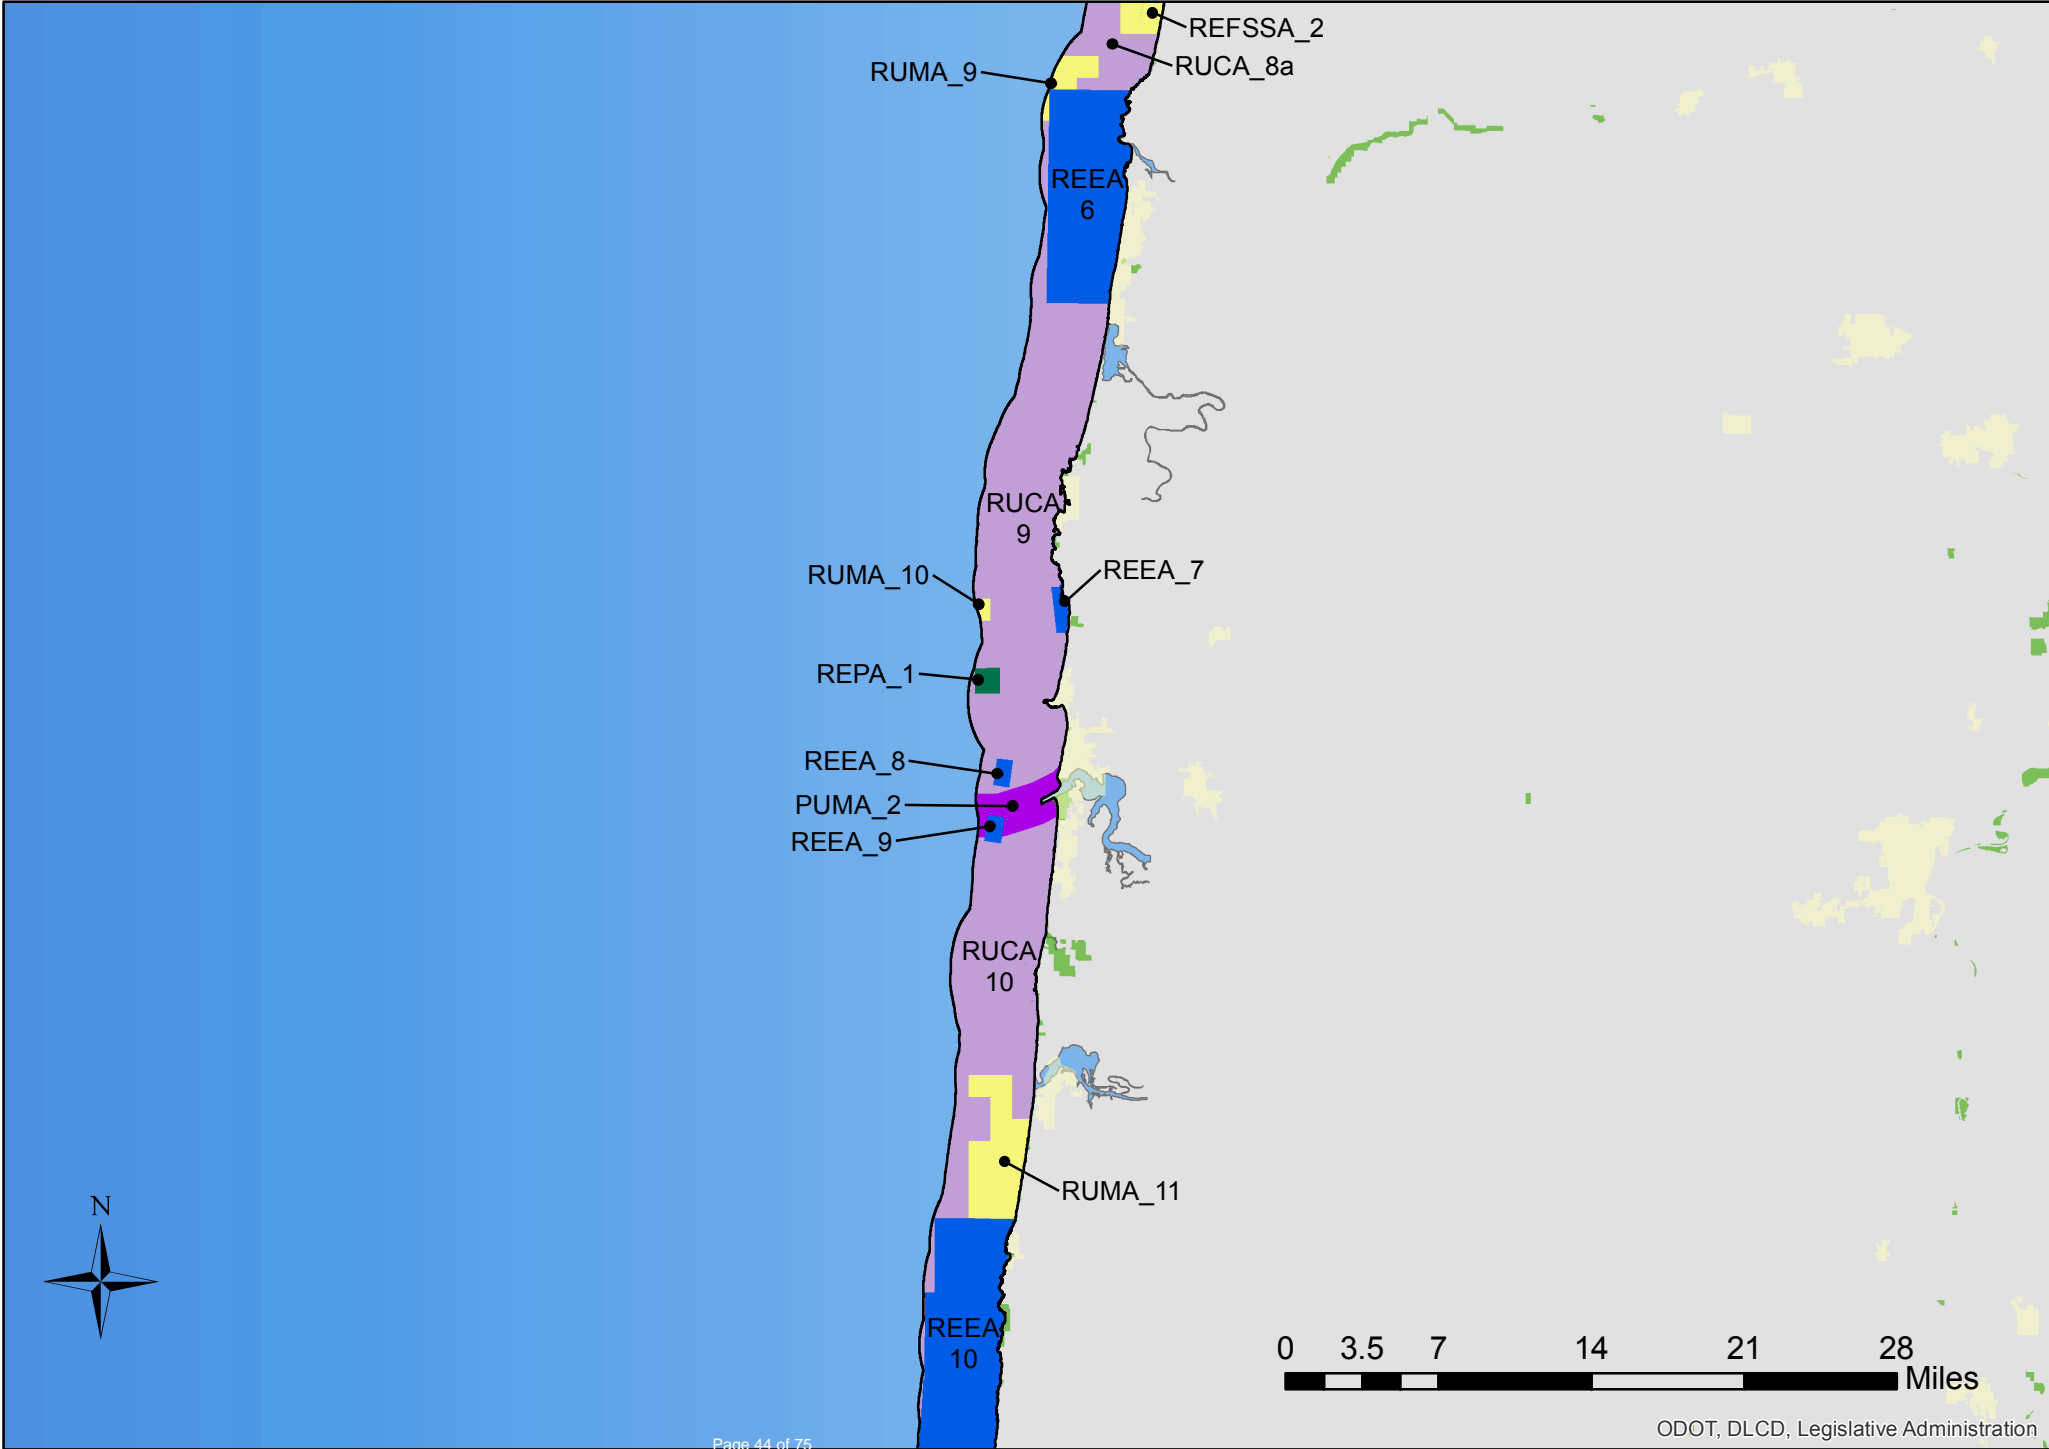 REFSSA_2
RUCA_8a
RUMA_9
REEA
6
RUCA
9
RUMA_10
REEA_7
REPA_1
REEA_8
PUMA_2
REEA_9
RUCA
10
RUMA_11
N
REEA
10
0 3.5 7 14 21 28
Miles
ODOT, DLCD, Legislative Administration
Page 44 of 75